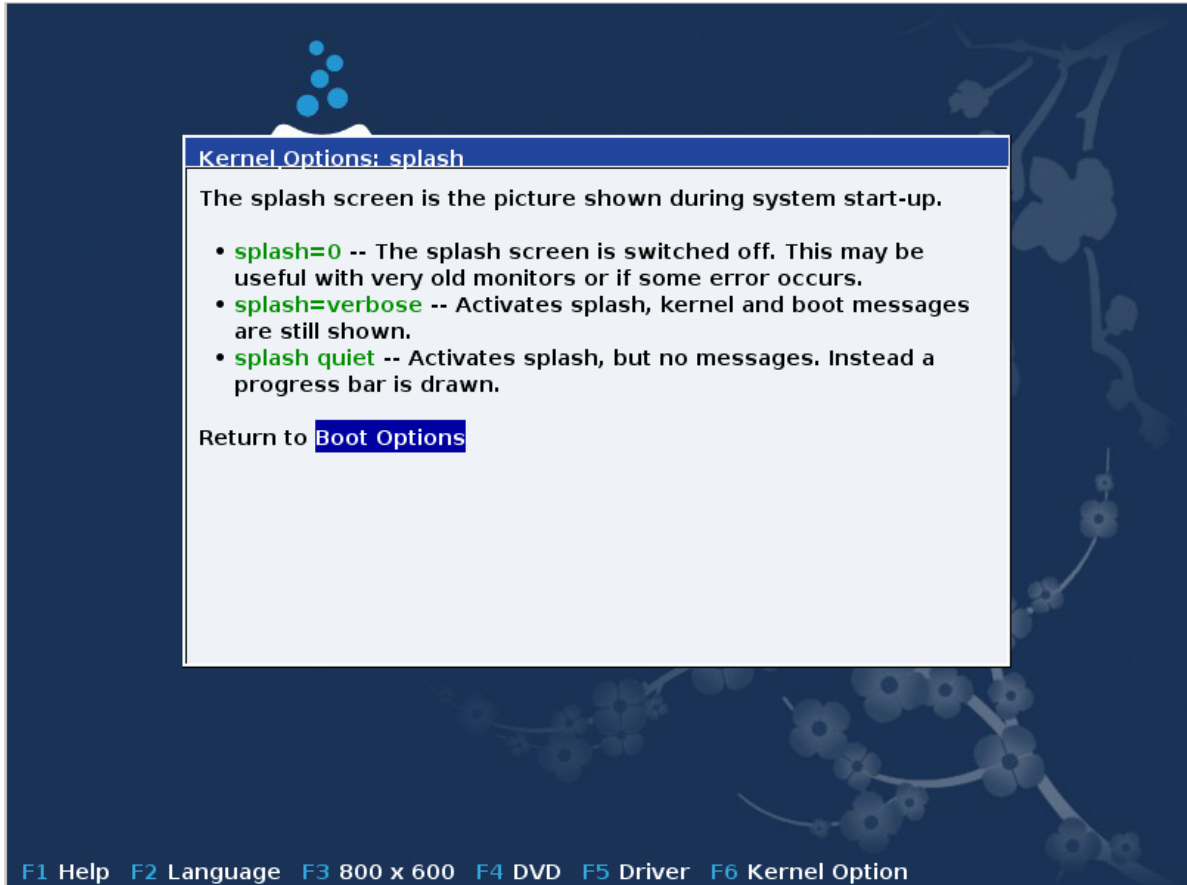 Kernel Options: splash
The splash screen is the picture shown during system start-up.
• splash=0 -- The splash screen is switched off. This may be
useful with very old monitors or if some error occurs.
• splash=verbose -- Activates splash, kernel and boot messages
are still shown.
• splash quiet -- Activates splash, but no messages. Instead a
progress bar is drawn.
Return to Boot Options
F1 Help F2 Language F3 800 x 600 F4 DVD F5 Driver F6 Kernel Option